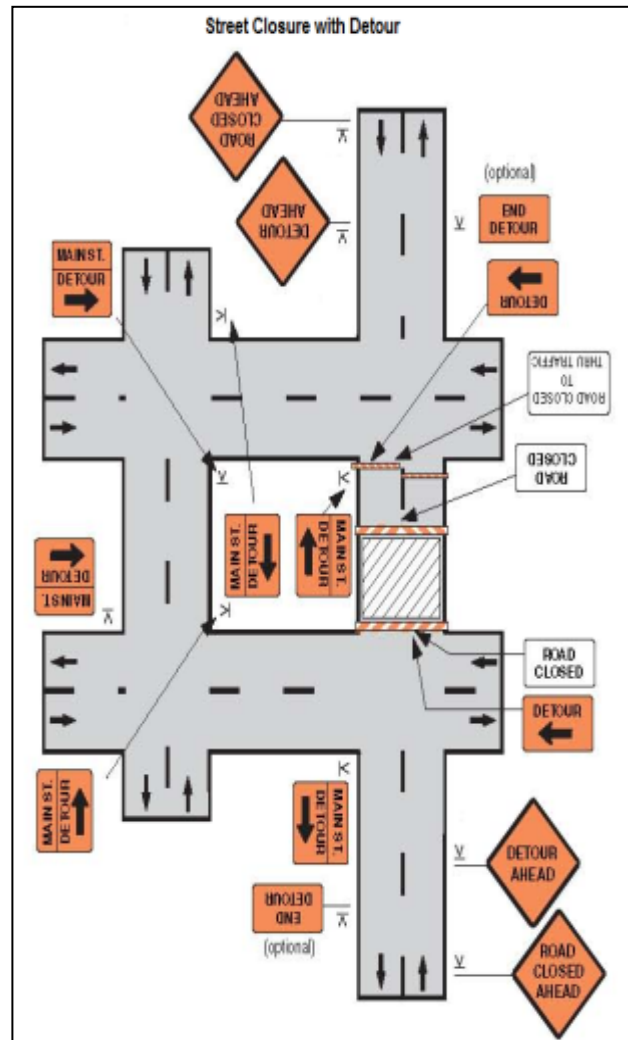 Street Closure with Detour
ROAD
CLOSED
AHEAD
DETOUR
AHEAD
(optional)
END
DETOUR
MAIN ST.
DETOUR
DETOUR
ROAD CLOSED
TO
THRU TRAFFIC
ROAD
CLOSED
MAIN ST.
DETOUR
MAIN ST.
DETOUR
MAIN ST.
DETOUR
ROAD
CLOSED
DETOUR
MAIN ST.
DETOUR
MAIN ST.
DETOUR
DETOUR
AHEAD
END
DETOUR
(optional)
ROAD
CLOSED
AHEAD